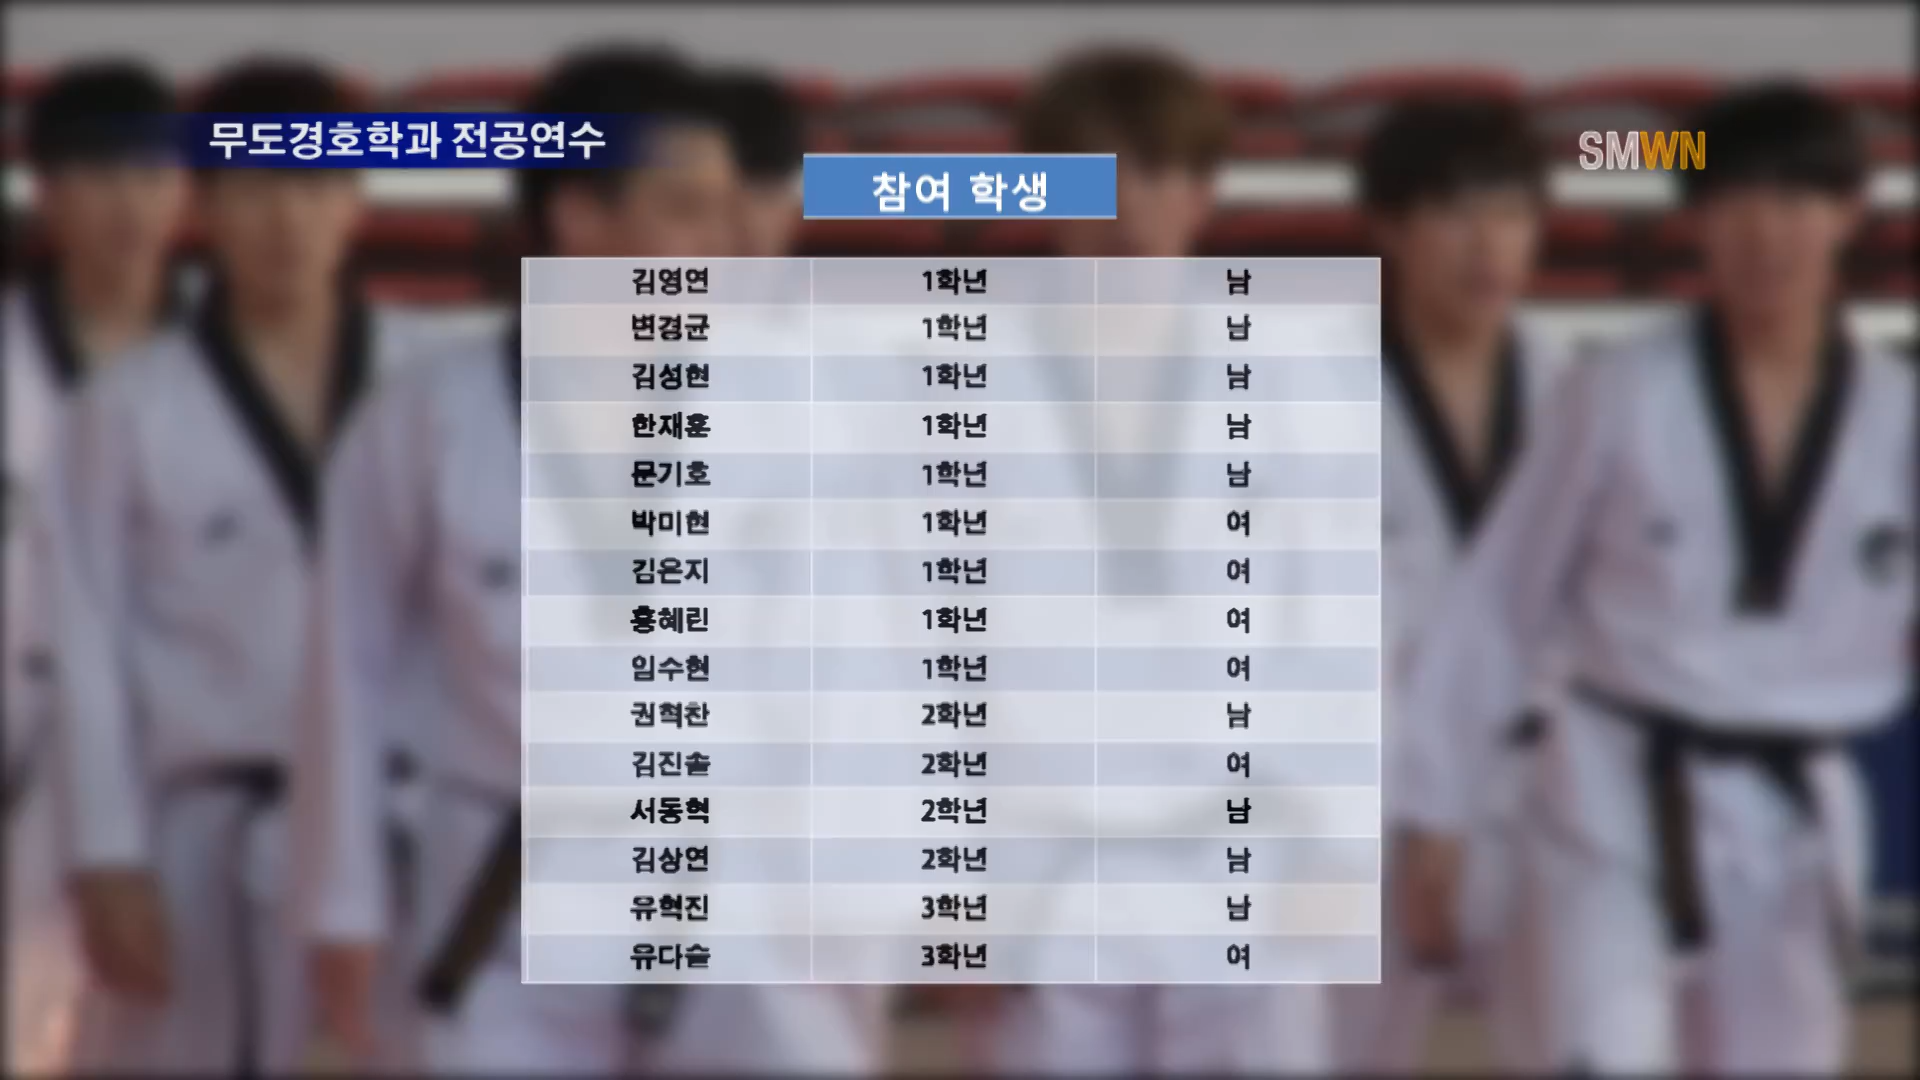 무도경호학과 전공연수
SMWN
참여 학생
김영연 1학년 남
변경균 1학년 남
김성현 1학년 남
한재훈 1학년 남
문기호 1학년 남
박미현 1학년 여
김은지 1학년 여
홍혜린 1학년 여
임수현 1학년 여
권혁찬 2학년 남
김진솔 2학년 여
서동혁 2학년 남
김상연 2학년 남
유혁진 3학년 남
유다솔 3학년 여